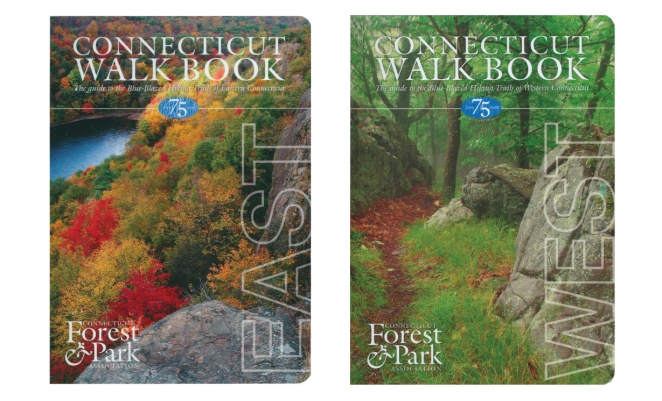 CONNECTICUT
WALK BOOK
The guide to the Blue-Blazed Hiking Trails of Eastern Connecticut
75
EAST
CONNECTICUT
Forest
& Park
ASSOCIATION
CONNECTICUT
WALK BOOK
The guide to the Blue-Blazed Hiking Trails of Western Connecticut
75
WEST
CONNECTICUT
Forest
& Park
ASSOCIATION